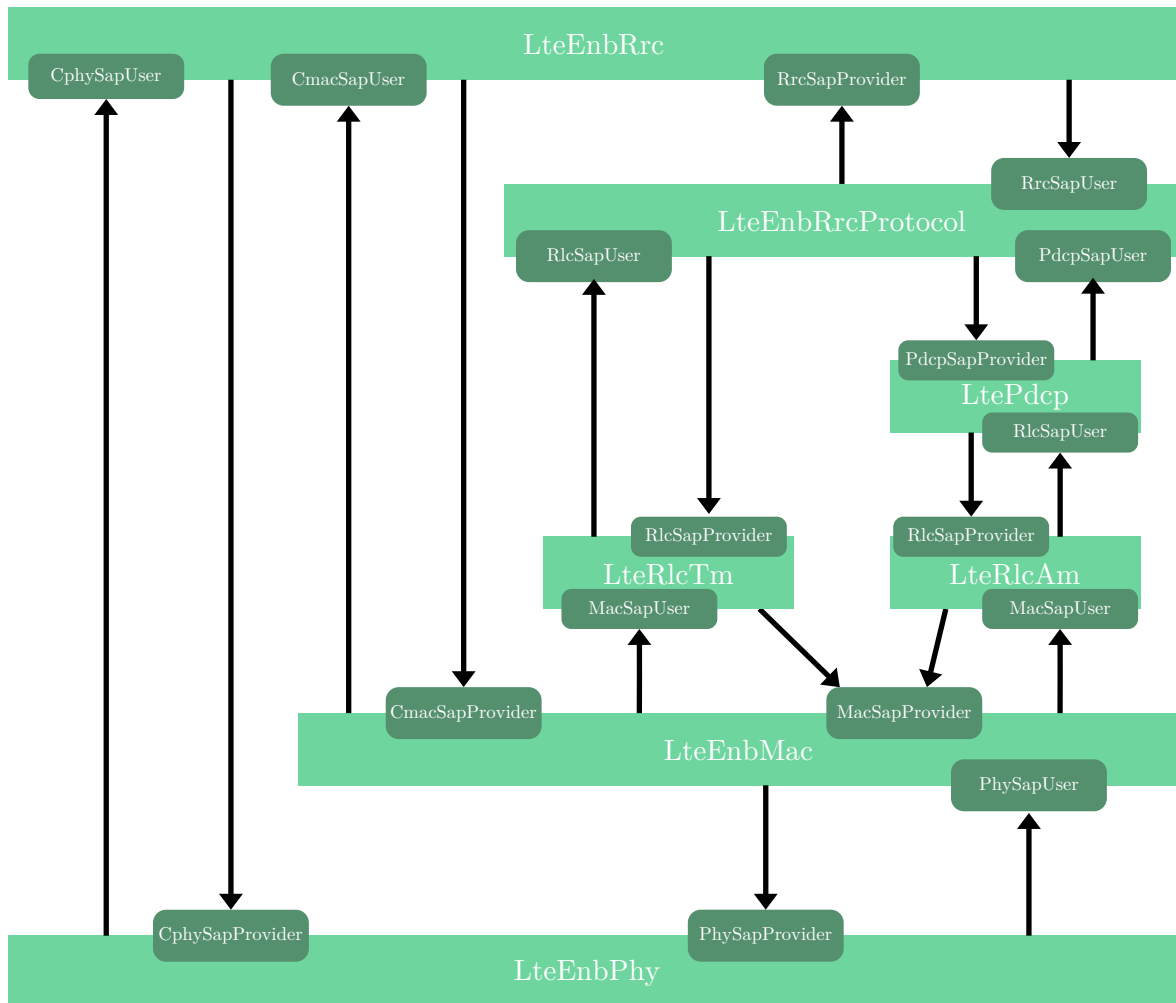 LteEnbRrc
CphySapUser
CmacSapUser
RrcSapProvider
RrcSapUser
LteEnbRrcProtocol
RlcSapUser
PdcpSapUser
PdcpSapProvider
LtePdcp
RlcSapUser
RlcSapProvider
RlcSapProvider
LteRlcTm
LteRlcAm
MacSapUser
MacSapUser
CmacSapProvider
MacSapProvider
LteEnbMac
PhySapUser
CphySapProvider
PhySapProvider
LteEnbPhy